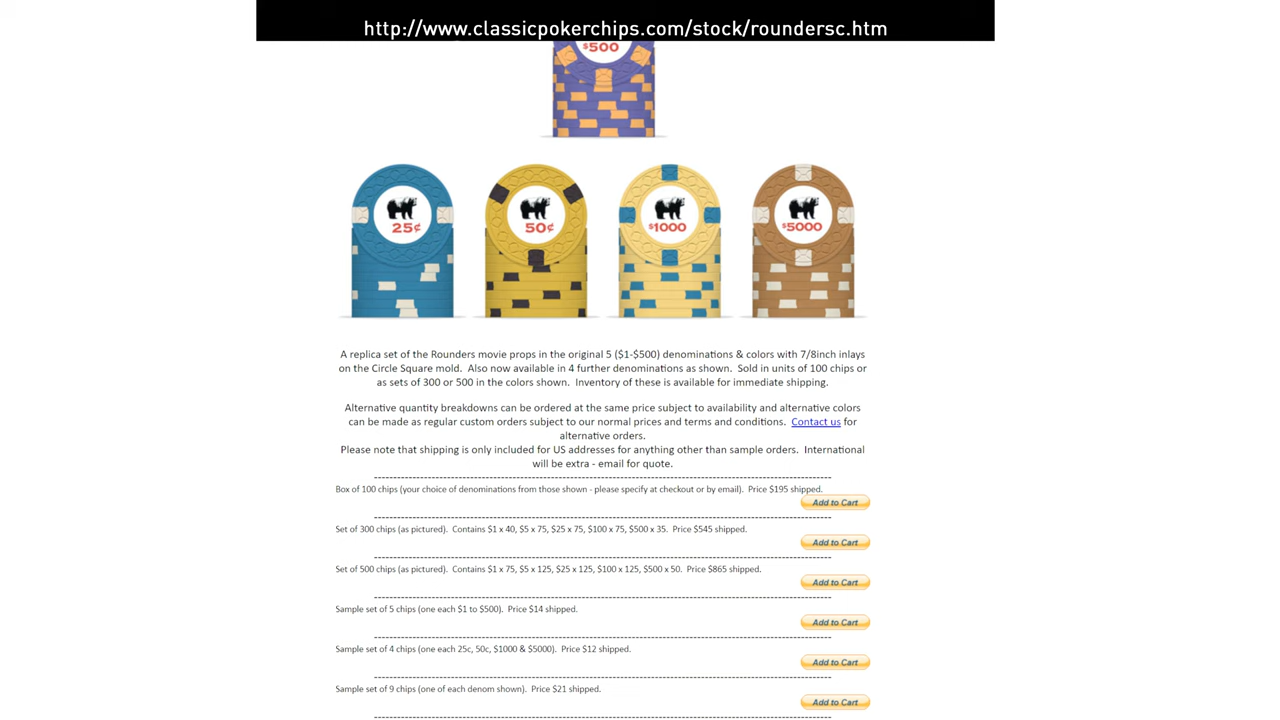 http://www.classicpokerchips.com/stock/roundersc.htm
$500
25¢
50¢
$1000
$5000
A replica set of the Rounders movie props in the original 5 ($1-$500) denominations & colors with 7/8inch inlays
on the Circle Square mold.  Also now available in 4 further denominations as shown.  Sold in units of 100 chips or
as sets of 300 or 500 in the colors shown.  Inventory of these is available for immediate shipping.
Alternative quantity breakdowns can be ordered at the same price subject to availability and alternative colors
can be made as regular custom orders subject to our normal prices and terms and conditions.  Contact us for
alternative orders.
Please note that shipping is only included for US addresses for anything other than sample orders.  International
will be extra - email for quote.
Box of 100 chips (your choice of denominations from those shown - please specify at checkout or by email).  Price $195 shipped.
Add to Cart
Set of 300 chips (as pictured).  Contains $1 x 40, $5 x 75, $25 x 75, $100 x 75, $500 x 35.  Price $545 shipped.
Add to Cart
Set of 500 chips (as pictured).  Contains $1 x 75, $5 x 125, $25 x 125, $100 x 125, $500 x 50.  Price $865 shipped.
Add to Cart
Sample set of 5 chips (one each $1 to $500).  Price $14 shipped.
Add to Cart
Sample set of 4 chips (one each 25c, 50c, $1000 & $5000).  Price $12 shipped.
Add to Cart
Sample set of 9 chips (one of each denom shown).  Price $21 shipped.
Add to Cart